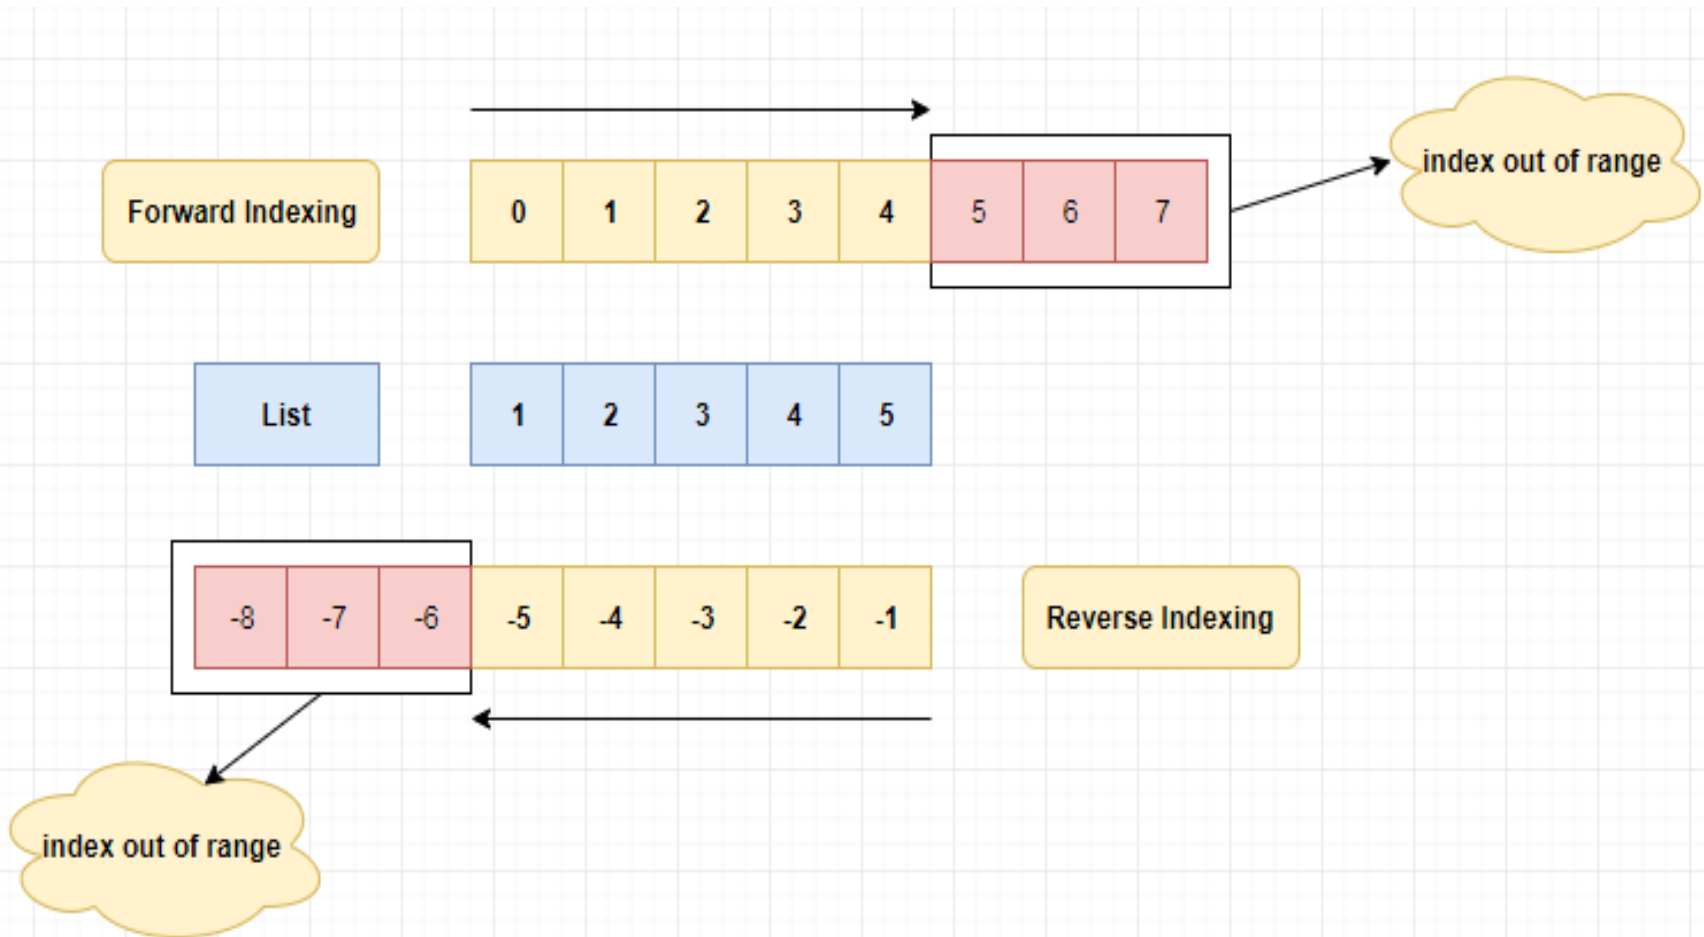 index out of range
Forward Indexing 0 1 2 3 4 5 6 7
List 1 2 3 4 5
-8 -7 -6 -5 -4 -3 -2 -1 Reverse Indexing
index out of range